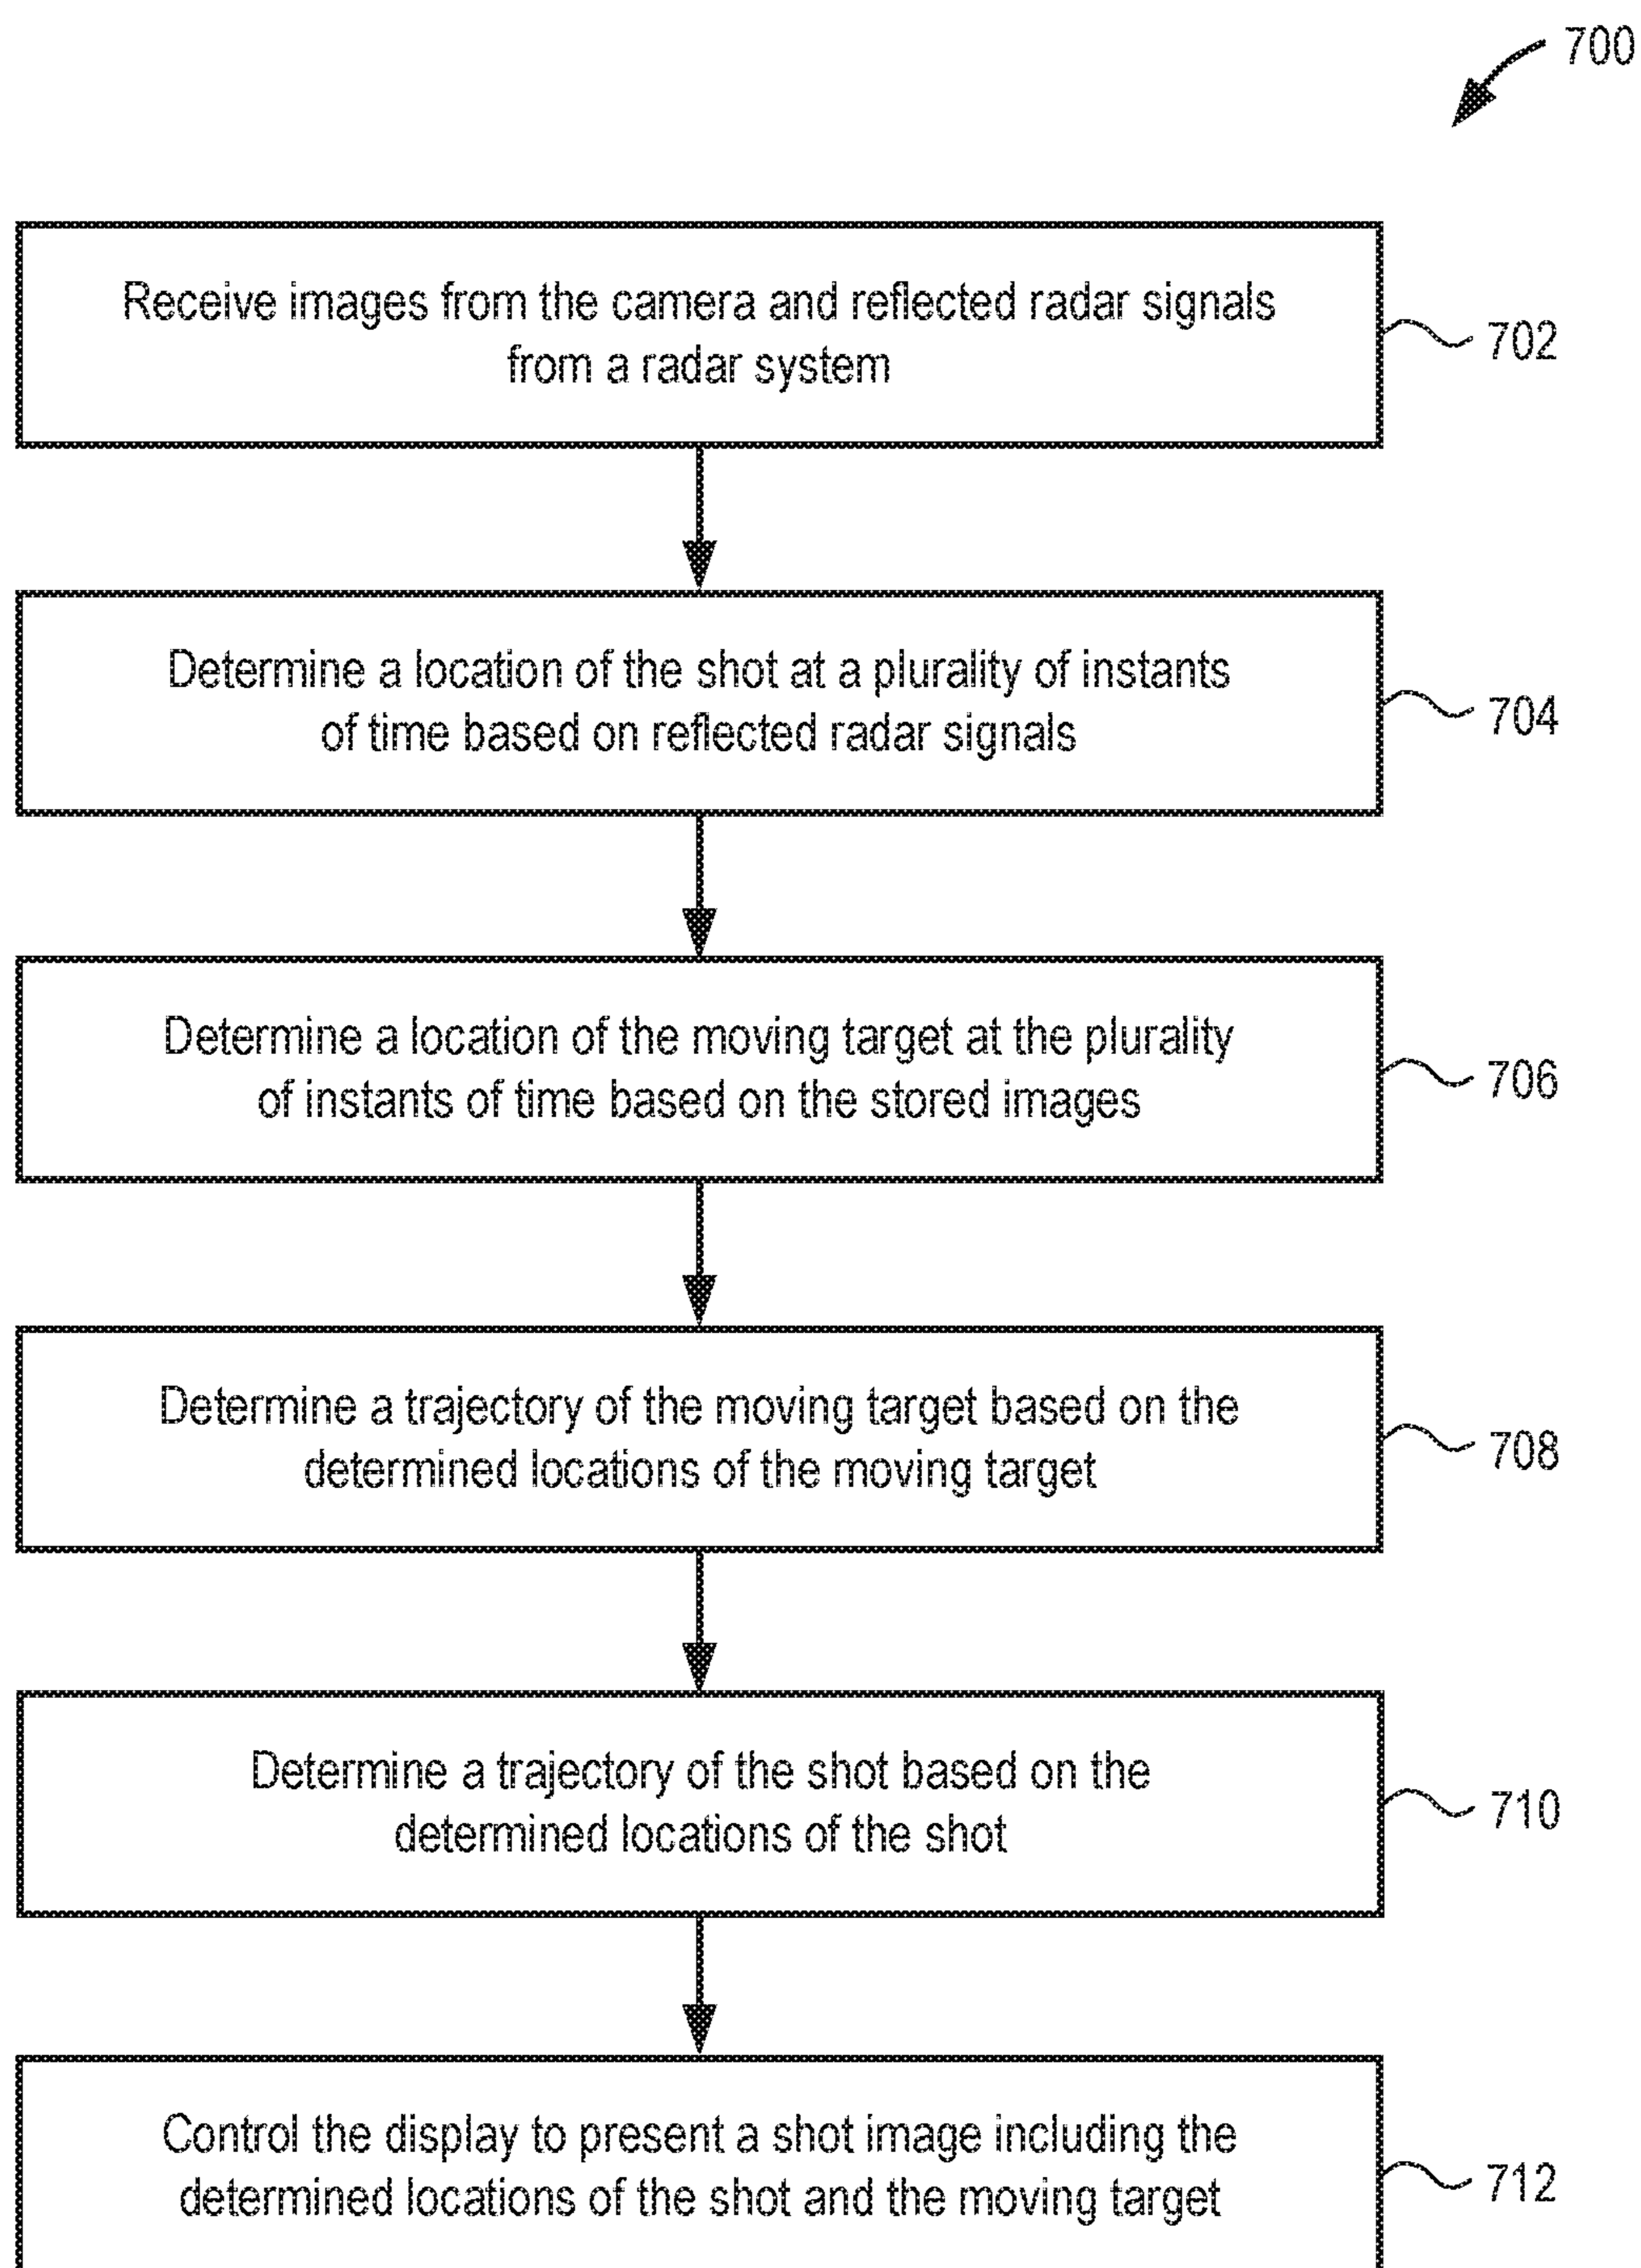 700
Receive images from the camera and reflected radar signals
from a radar system
702
Determine a location of the shot at a plurality of instants
of time based on reflected radar signals
704
Determine a location of the moving target at the plurality
of instants of time based on the stored images
706
Determine a trajectory of the moving target based on the
determined locations of the moving target
708
Determine a trajectory of the shot based on the
determined locations of the shot
710
Control the display to present a shot image including the
determined locations of the shot and the moving target
712